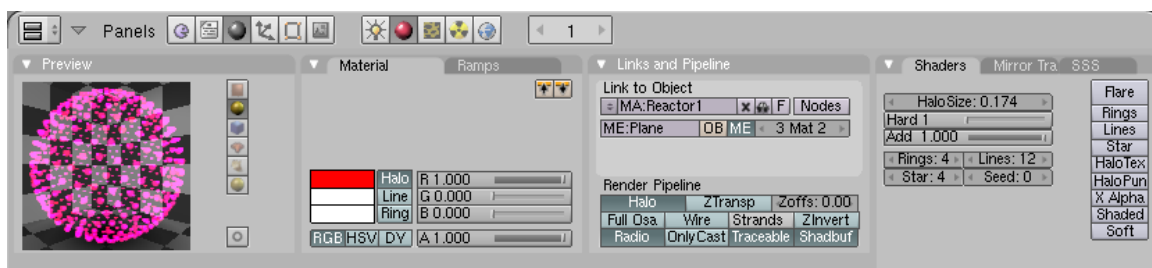 Panels
1
Preview
Material Ramps
Links and Pipeline
Shaders Mirror Tra SSS
Link to Object
MA:Reactor1 F Nodes
ME:Plane OB ME 3 Mat 2
Render Pipeline
Halo ZTransp Zoffs: 0.00
Full Osa Wire Strands ZInvert
Radio OnlyCast Traceable Shadbuf
Halo R 1.000
Line G 0.000
Ring B 0.000
RGB HSV DY A 1.000
HaloSize: 0.174
Hard 1
Add 1.000
Rings: 4 Lines: 12
Star: 4 Seed: 0
Flare
Rings
Lines
Star
HaloTex
HaloPun
X Alpha
Shaded
Soft